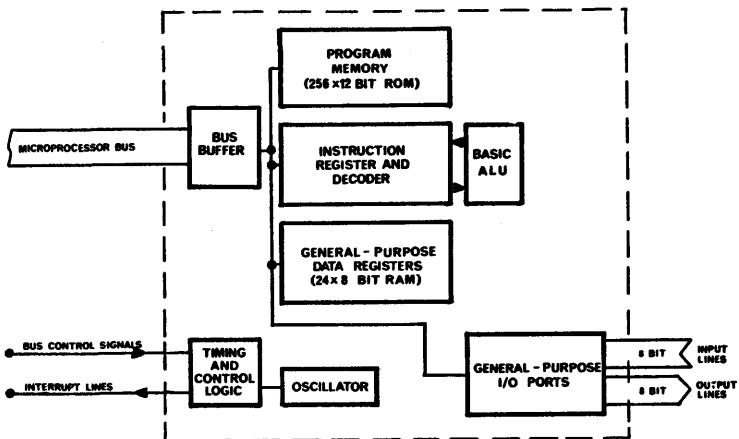 PROGRAM
MEMORY
(256 x 12 BIT ROM)
MICROPROCESSOR BUS
BUS
BUFFER
INSTRUCTION
REGISTER AND
DECODER
BASIC
ALU
GENERAL - PURPOSE
DATA REGISTERS
(24 x 8 BIT RAM)
BUS CONTROL SIGNALS
INTERRUPT LINES
TIMING
AND
CONTROL
LOGIC
OSCILLATOR
GENERAL - PURPOSE
I/O PORTS
8 BIT
INPUT
LINES
8 BIT
OUTPUT
LINES